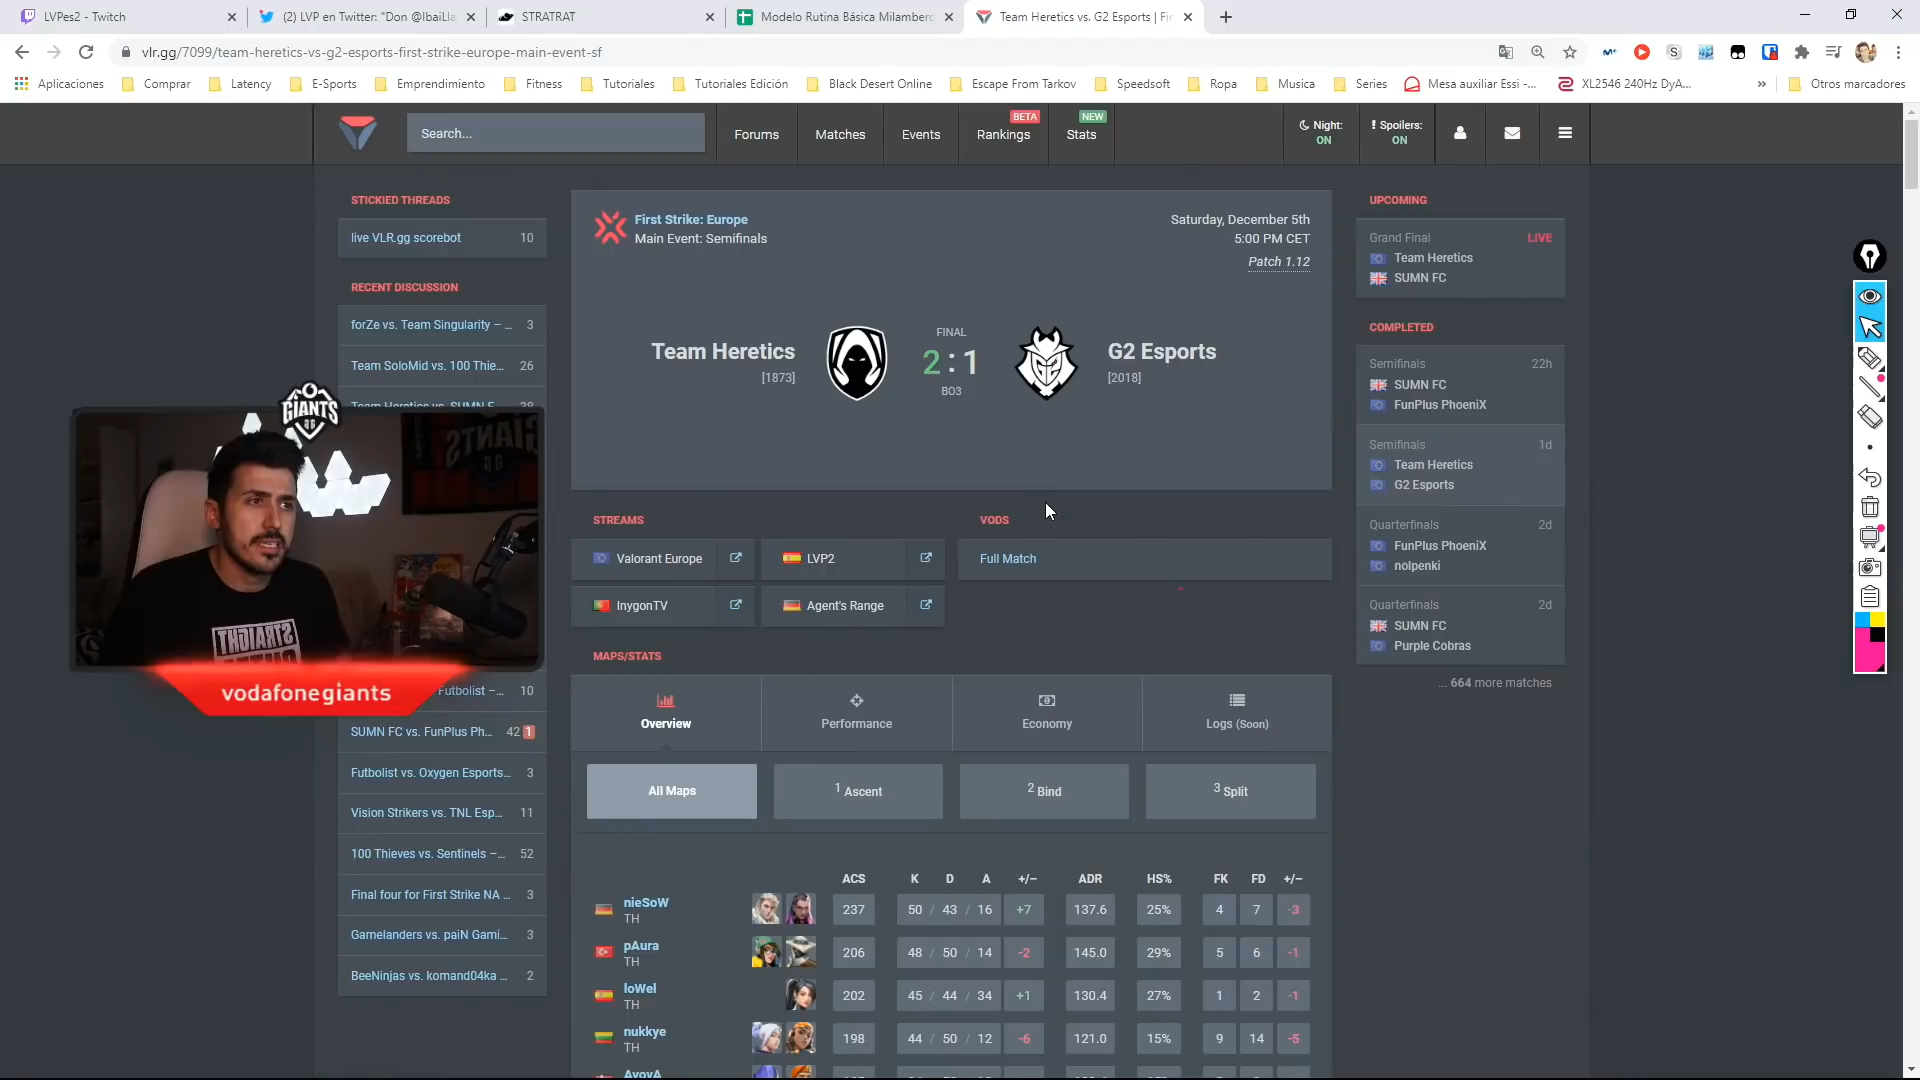 LVPes2 - Twitch
(2) LVP en Twitter: "Don @IbaiLla
STRATRAT
Modelo Rutina Básica Milamber
Team Heretics vs. G2 Esports | Fir
vlr.gg/7099/team-heretics-vs-g2-esports-first-strike-europe-main-event-sf
Aplicaciones
Comprar
Latency
E-Sports
Emprendimiento
Fitness
Tutoriales
Tutoriales Edición
Black Desert Online
Escape From Tarkov
Speedsoft
Ropa
Musica
Series
Mesa auxiliar Essi -...
XL2546 240Hz DyA...
»
Otros marcadores
Search...
Forums
Matches
Events
Rankings
BETA
Stats
NEW
Night:
ON
! Spoilers:
ON
STICKIED THREADS
live VLR.gg scorebot 10
RECENT DISCUSSION
forZe vs. Team Singularity – ... 3
Team SoloMid vs. 100 Thie... 26
GIANTS
STRAIGHT
vodafonegiants
Futbolist –... 10
SUMN FC vs. FunPlus Ph... 42 1
Futbolist vs. Oxygen Esports... 3
Vision Strikers vs. TNL Esp... 11
100 Thieves vs. Sentinels –... 52
Final four for First Strike NA ... 3
Gamelanders vs. paiN Gami... 3
BeeNinjas vs. komand04ka ... 2
First Strike: Europe
Main Event: Semifinals
Saturday, December 5th
5:00 PM CET
Patch 1.12
Team Heretics
[1873]
FINAL
2 : 1
BO3
G2 Esports
[2018]
STREAMS
Valorant Europe
LVP2
InygonTV
Agent's Range
VODS
Full Match
MAPS/STATS
Overview
Performance
Economy
Logs (Soon)
All Maps
1 Ascent
2 Bind
3 Split
ACS K D A +/– ADR HS% FK FD +/–
nieSoW
TH
237 50 / 43 / 16 +7 137.6 25% 4 7 -3
pAura
TH
206 48 / 50 / 14 -2 145.0 29% 5 6 -1
loWel
TH
202 45 / 44 / 34 +1 130.4 27% 1 2 -1
nukkye
TH
198 44 / 50 / 12 -6 121.0 15% 9 14 -5
AvovA
UPCOMING
Grand Final LIVE
Team Heretics
SUMN FC
COMPLETED
Semifinals 22h
SUMN FC
FunPlus PhoeniX
Semifinals 1d
Team Heretics
G2 Esports
Quarterfinals 2d
FunPlus PhoeniX
nolpenki
Quarterfinals 2d
SUMN FC
Purple Cobras
... 664 more matches